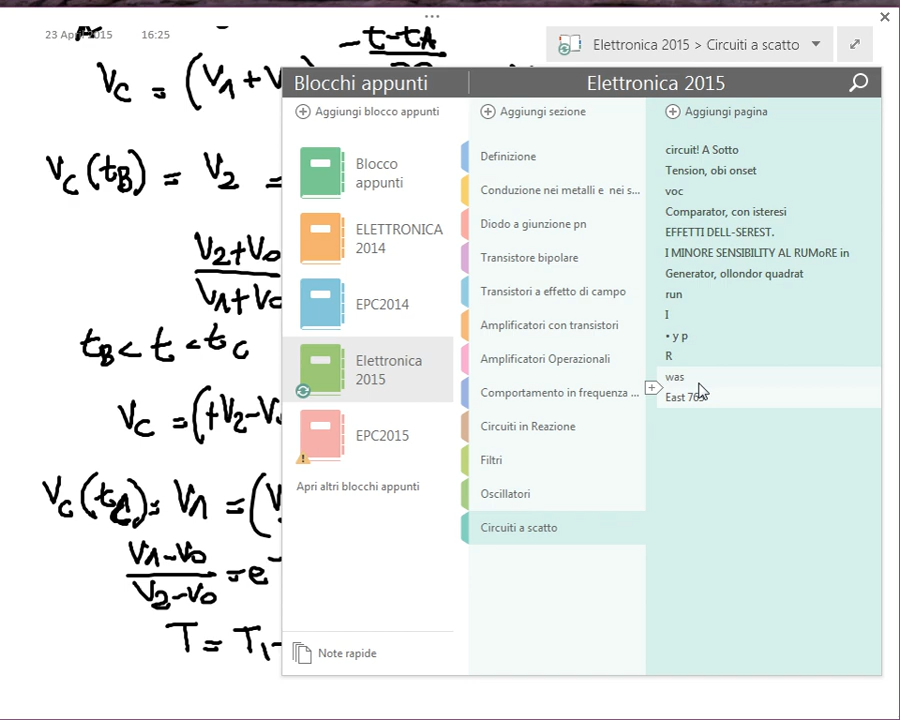 23 April 2015 16:25
Elettronica 2015 > Circuiti a scatto
Blocchi appunti
Elettronica 2015
Aggiungi blocco appunti
Aggiungi sezione
Aggiungi pagina
Blocco
appunti
ELETTRONICA
2014
EPC2014
Elettronica
2015
EPC2015
Apri altri blocchi appunti
Note rapide
Definizione
Conduzione nei metalli e nei s...
Diodo a giunzione pn
Transistore bipolare
Transistori a effetto di campo
Amplificatori con transistori
Amplificatori Operazionali
Comportamento in frequenza ...
Circuiti in Reazione
Filtri
Oscillatori
Circuiti a scatto
circuit! A Sotto
Tension, obi onset
voc
Comparator, con isteresi
EFFETTI DELL-SEREST.
I MINORE SENSIBILITY AL RUMoRE in
Generator, ollondor quadrat
run
I
• y p
R
was
East
-t-tA
Vc = (V1+V
Vc(tB) = V2 =
V2+V0
V1+V0
tB < t < tC
Vc = (+V2-V
Vc(tC) = V1 = (V
V1-V0
V2-V0
= e
T = T1-